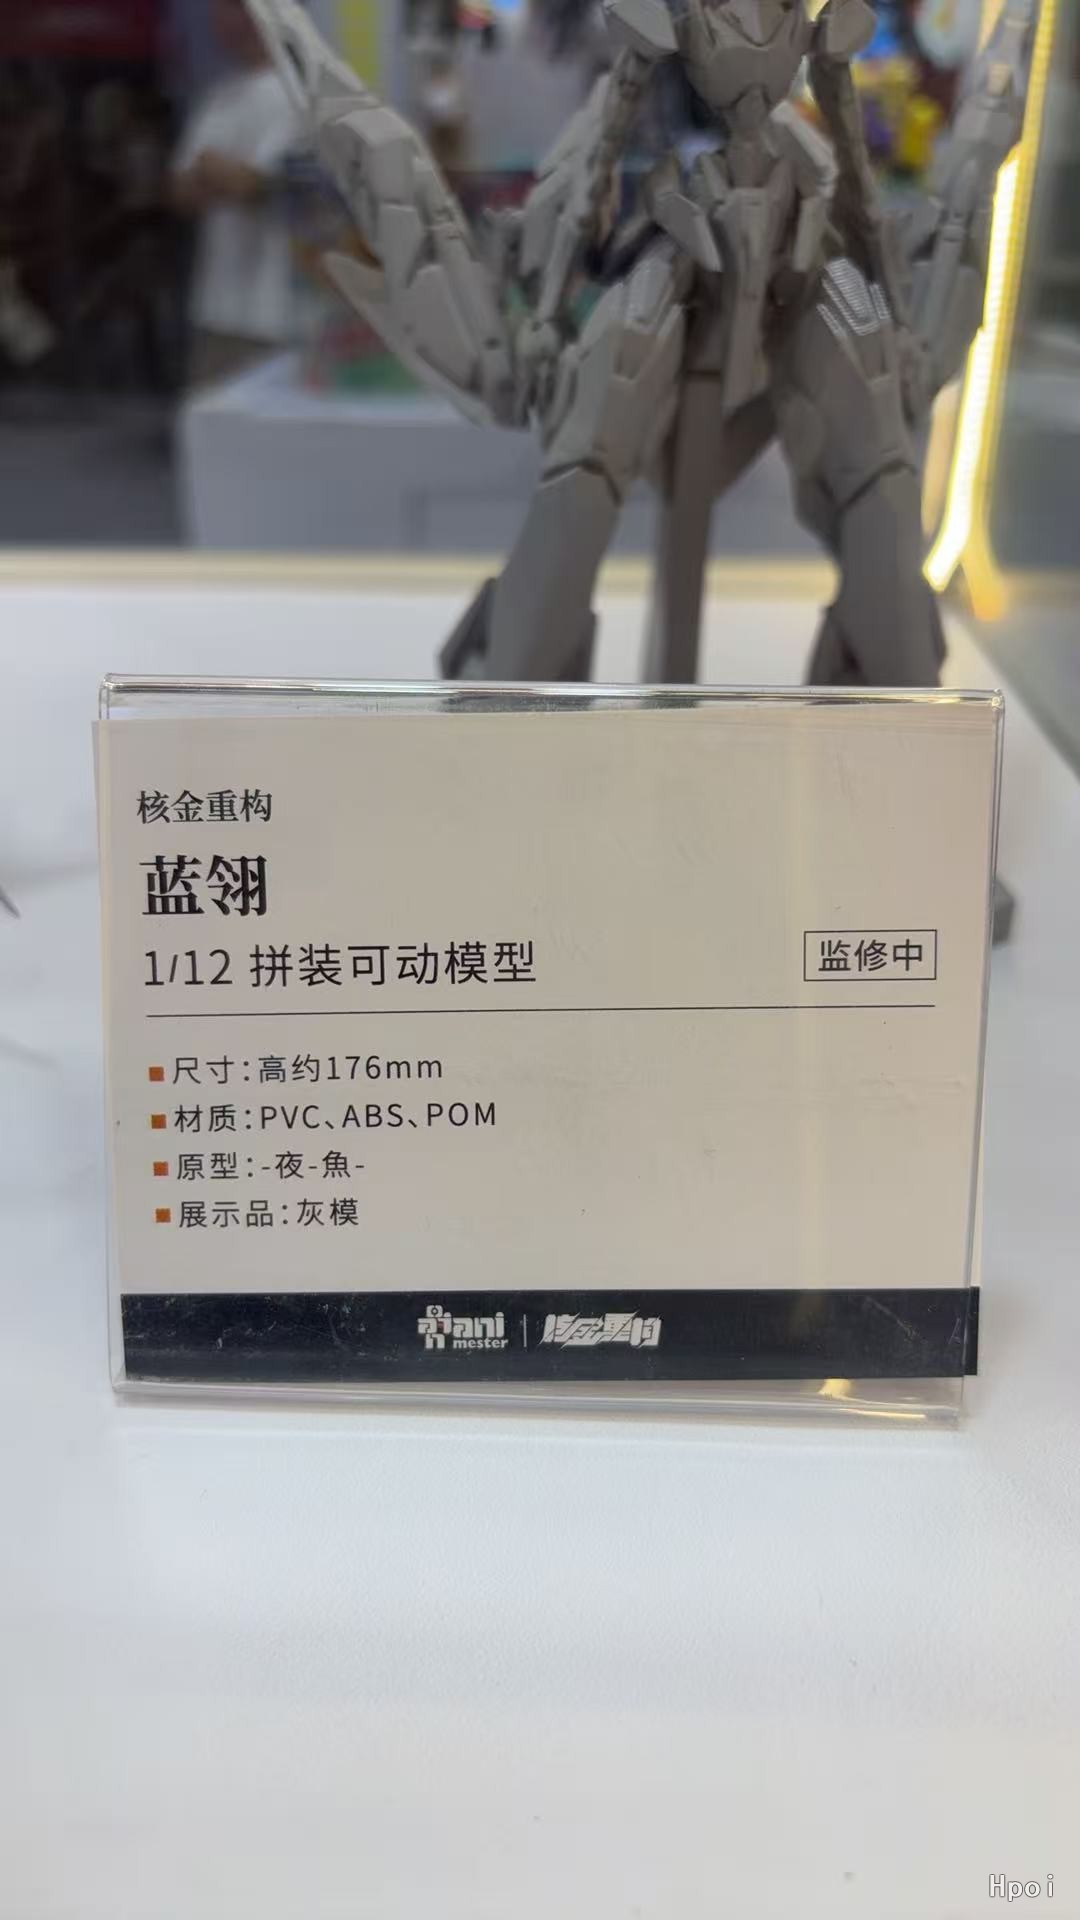 核金重构
蓝翎
1/12 拼装可动模型
监修中
尺寸:高约176mm
材质:PVC、ABS、POM
原型:-夜-魚-
展示品:灰模
ani mester | 核金重构
Hpoi